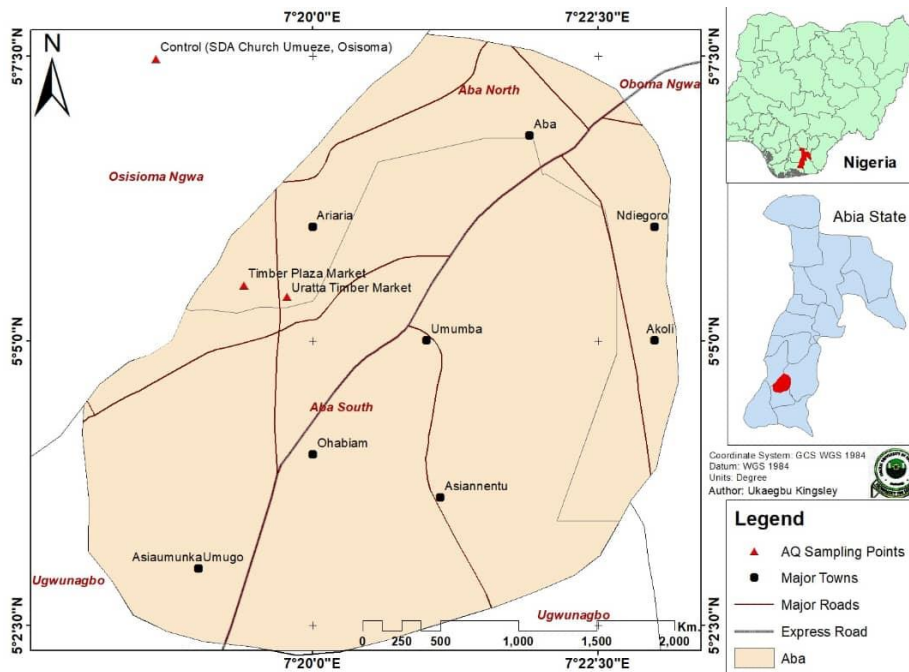 7°20'0"E
7°22'30"E
N
Control (SDA Church Umueze, Osisoma)
5°7'30"N
5°7'30"N
Aba North
Oboma Ngwa
Aba
Osisioma Ngwa
Ariaria
Ndiegoro
Timber Plaza Market
Uratta Timber Market
5°5'0"N
Umumba
Akoli
5°5'0"N
Aba South
Ohabiam
Asiannentu
AsiaumunkaUmugo
Ugwunagbo
Ugwunagbo
5°2'30"N
5°2'30"N
Km.
0 250 500 1,000 1,500 2,000
7°20'0"E
7°22'30"E
Nigeria
Abia State
Coordinate System: GCS WGS 1984
Datum: WGS 1984
Units: Degree
Author: Ukaegbu Kingsley
Legend
AQ Sampling Points
Major Towns
Major Roads
Express Road
Aba